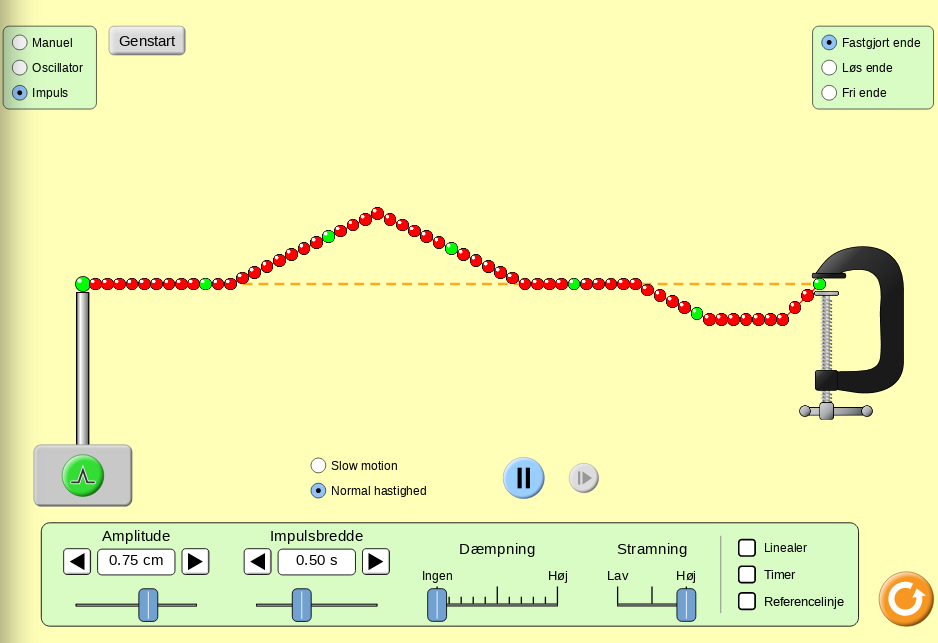 Manuel
Oscillator
Impuls
Genstart
Fastgjort ende
Løs ende
Fri ende
Slow motion
Normal hastighed
Amplitude
0.75 cm
Impulsbredde
0.50 s
Dæmpning
Ingen
Høj
Stramning
Lav
Høj
Linealer
Timer
Referencelinje